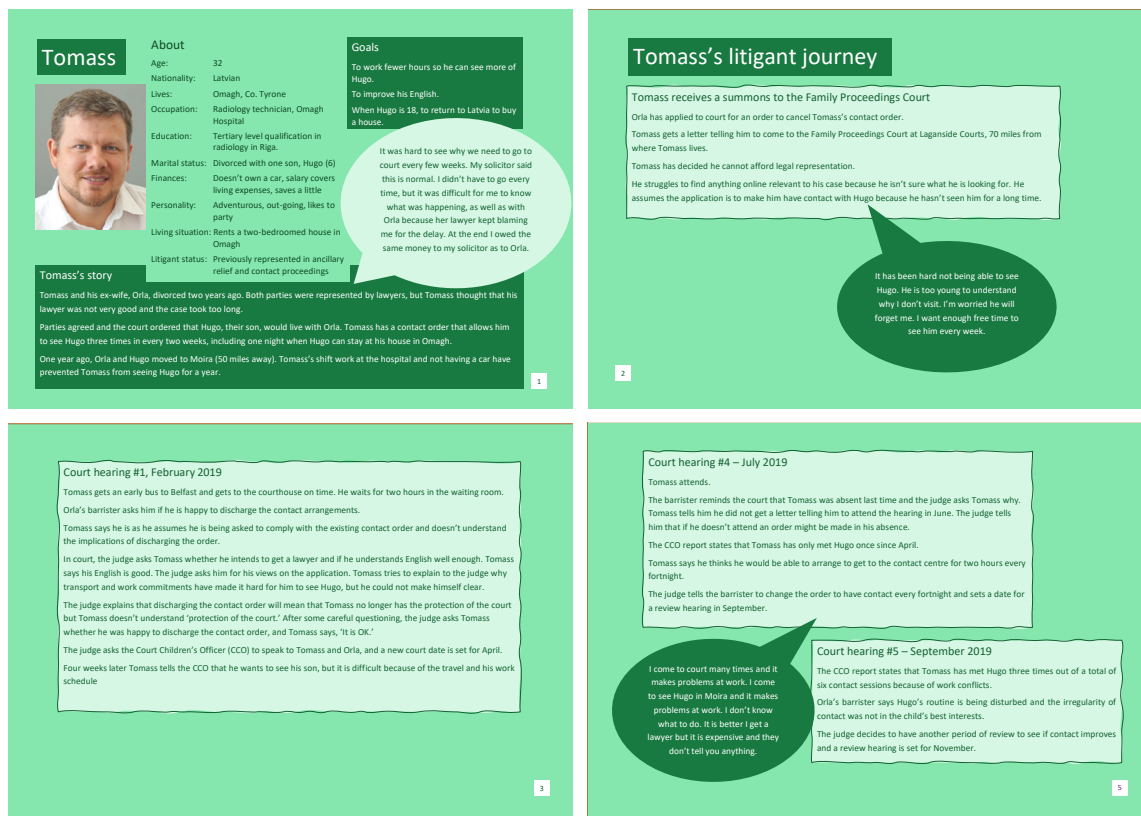 Tomass
About
Age: 32
Nationality: Latvian
Lives: Omagh, Co. Tyrone
Occupation: Radiology technician, Omagh
Hospital
Education: Tertiary level qualification in
radiology in Riga.
Marital status: Divorced with one son, Hugo (6)
Finances: Doesn't own a car, salary covers
living expenses, saves a little
Personality: Adventurous, out-going, likes to
party
Living situation: Rents a two-bedroomed house in
Omagh
Litigant status: Previously represented in ancillary
relief and contact proceedings
Goals
To work fewer hours so he can see more of
Hugo.
To improve his English.
When Hugo is 18, to return to Latvia to buy
a house.
It was hard to see why we need to go to
court every few weeks. My solicitor said
this is normal. I didn't have to go every
time, but it was difficult for me to know
what was happening, as well as with
Orla because her lawyer kept blaming
me for the delay. At the end I owed the
same money to my solicitor as to Orla.
Tomass's story
Tomass and his ex-wife, Orla, divorced two years ago. Both parties were represented by lawyers, but Tomass thought that his
lawyer was not very good and the case took too long.
Parties agreed and the court ordered that Hugo, their son, would live with Orla. Tomass has a contact order that allows him
to see Hugo three times in every two weeks, including one night when Hugo can stay at his house in Omagh.
One year ago, Orla and Hugo moved to Moira (50 miles away). Tomass's shift work at the hospital and not having a car have
prevented Tomass from seeing Hugo for a year.
1
Tomass's litigant journey
Tomass receives a summons to the Family Proceedings Court
Orla has applied to court for an order to cancel Tomass's contact order.
Tomass gets a letter telling him to come to the Family Proceedings Court at Laganside Courts, 70 miles from
where Tomass lives.
Tomass has decided he cannot afford legal representation.
He struggles to find anything online relevant to his case because he isn't sure what he is looking for. He
assumes the application is to make him have contact with Hugo because he hasn't seen him for a long time.
It has been hard not being able to see
Hugo. He is too young to understand
why I don't visit. I'm worried he will
forget me. I want enough free time to
see him every week.
2
Court hearing #1, February 2019
Tomass gets an early bus to Belfast and gets to the courthouse on time. He waits for two hours in the waiting room.
Orla's barrister asks him if he is happy to discharge the contact arrangements.
Tomass says he is as he assumes he is being asked to comply with the existing contact order and doesn't understand
the implications of discharging the order.
In court, the judge asks Tomass whether he intends to get a lawyer and if he understands English well enough. Tomass
says his English is good. The judge asks him for his views on the application. Tomass tries to explain to the judge why
transport and work commitments have made it hard for him to see Hugo, but he could not make himself clear.
The judge explains that discharging the contact order will mean that Tomass no longer has the protection of the court
but Tomass doesn't understand 'protection of the court.' After some careful questioning, the judge asks Tomass
whether he was happy to discharge the contact order, and Tomass says, 'It is OK.'
The judge asks the Court Children's Officer (CCO) to speak to Tomass and Orla, and a new court date is set for April.
Four weeks later Tomass tells the CCO that he wants to see his son, but it is difficult because of the travel and his work
schedule
3
Court hearing #4 – July 2019
Tomass attends.
The barrister reminds the court that Tomass was absent last time and the judge asks Tomass why.
Tomass tells him he did not get a letter telling him to attend the hearing in June. The judge tells
him that if he doesn't attend an order might be made in his absence.
The CCO report states that Tomass has only met Hugo once since April.
Tomass says he thinks he would be able to arrange to get to the contact centre for two hours every
fortnight.
The judge tells the barrister to change the order to have contact every fortnight and sets a date for
a review hearing in September.
I come to court many times and it
makes problems at work. I come
to see Hugo in Moira and it makes
problems at work. I don't know
what to do. It is better I get a
lawyer but it is expensive and they
don't tell you anything.
Court hearing #5 – September 2019
The CCO report states that Tomass has met Hugo three times out of a total of
six contact sessions because of work conflicts.
Orla's barrister says Hugo's routine is being disturbed and the irregularity of
contact was not in the child's best interests.
The judge decides to have another period of review to see if contact improves
and a review hearing is set for November.
5